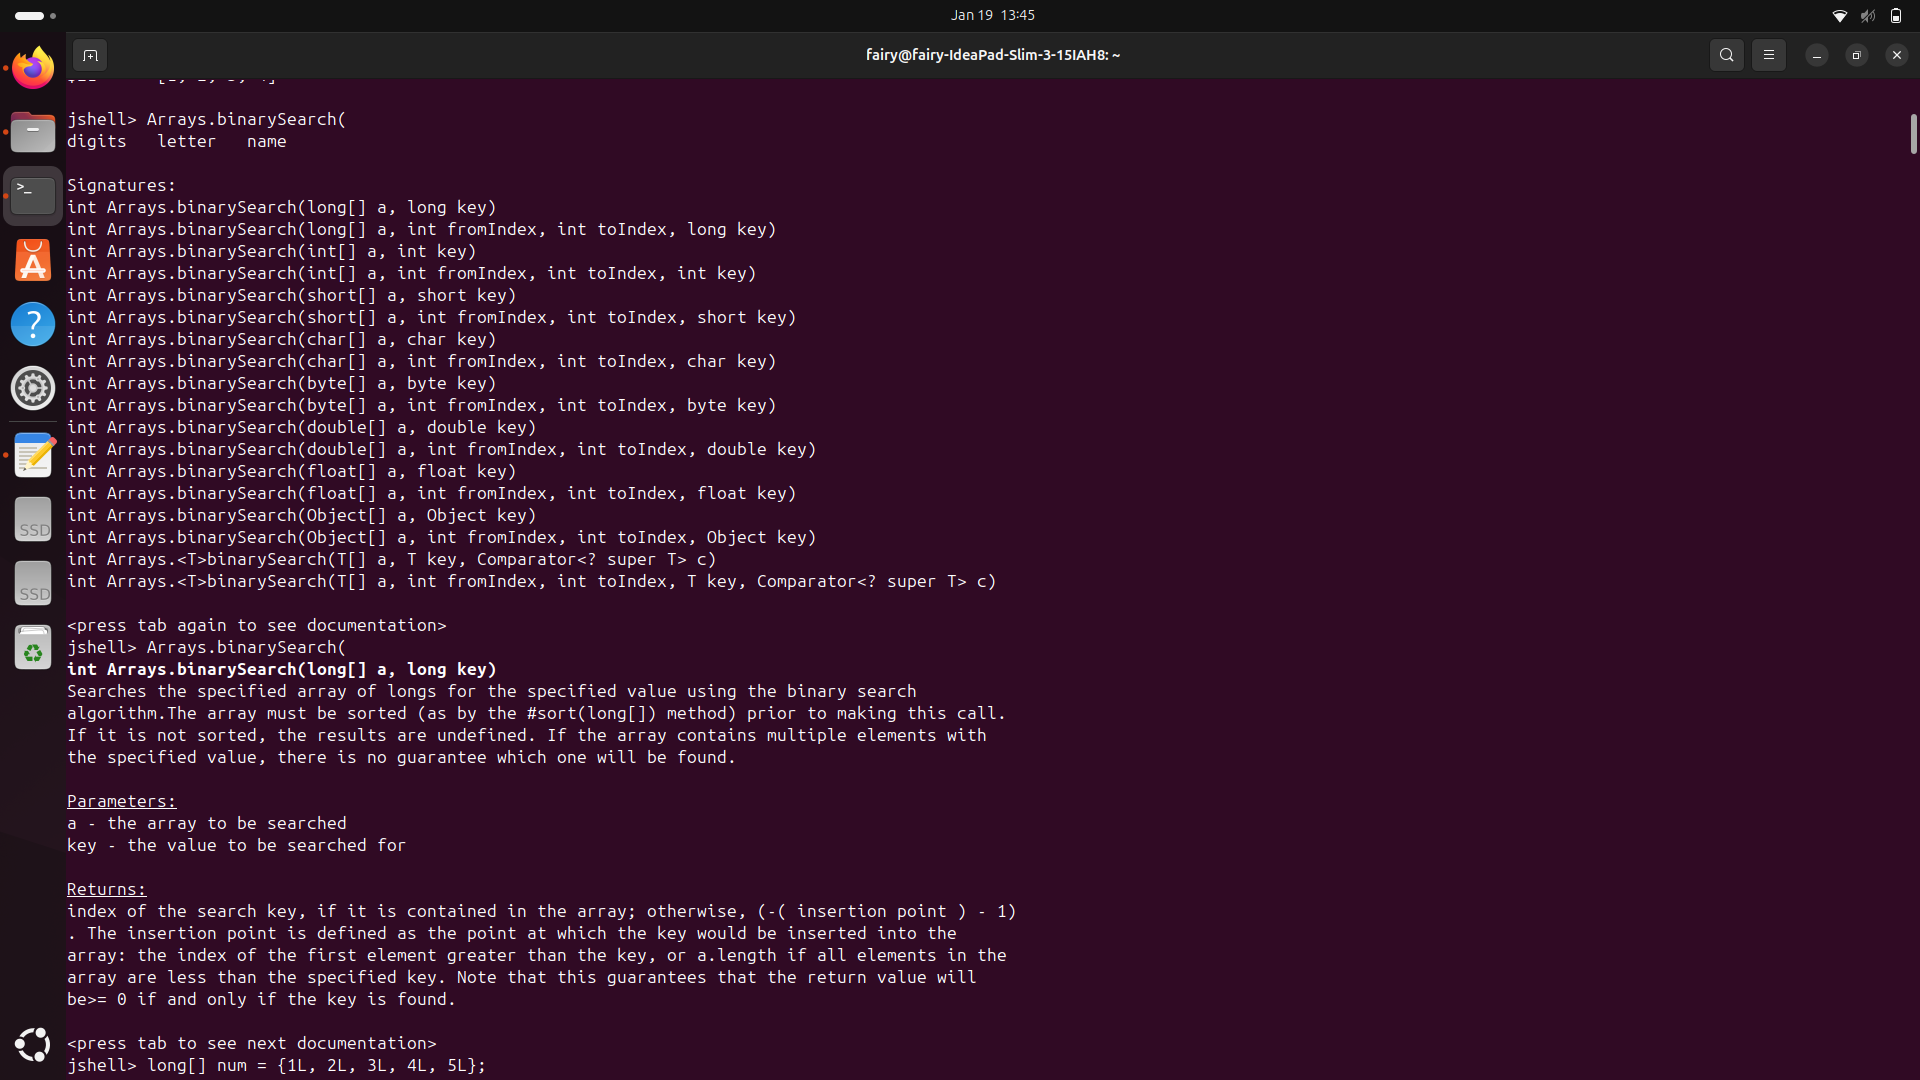 Jan 19 13:45
fairy@fairy-IdeaPad-Slim-3-15IAH8: ~
jshell> Arrays.binarySearch(
digits letter name
Signatures:
int Arrays.binarySearch(long[] a, long key)
int Arrays.binarySearch(long[] a, int fromIndex, int toIndex, long key)
int Arrays.binarySearch(int[] a, int key)
int Arrays.binarySearch(int[] a, int fromIndex, int toIndex, int key)
int Arrays.binarySearch(short[] a, short key)
int Arrays.binarySearch(short[] a, int fromIndex, int toIndex, short key)
int Arrays.binarySearch(char[] a, char key)
int Arrays.binarySearch(char[] a, int fromIndex, int toIndex, char key)
int Arrays.binarySearch(byte[] a, byte key)
int Arrays.binarySearch(byte[] a, int fromIndex, int toIndex, byte key)
int Arrays.binarySearch(double[] a, double key)
int Arrays.binarySearch(double[] a, int fromIndex, int toIndex, double key)
int Arrays.binarySearch(float[] a, float key)
int Arrays.binarySearch(float[] a, int fromIndex, int toIndex, float key)
int Arrays.binarySearch(Object[] a, Object key)
int Arrays.binarySearch(Object[] a, int fromIndex, int toIndex, Object key)
int Arrays.<T>binarySearch(T[] a, T key, Comparator<? super T> c)
int Arrays.<T>binarySearch(T[] a, int fromIndex, int toIndex, T key, Comparator<? super T> c)
<press tab again to see documentation>
jshell> Arrays.binarySearch(
int Arrays.binarySearch(long[] a, long key)
Searches the specified array of longs for the specified value using the binary search
algorithm.The array must be sorted (as by the #sort(long[]) method) prior to making this call.
If it is not sorted, the results are undefined. If the array contains multiple elements with
the specified value, there is no guarantee which one will be found.
Parameters:
a - the array to be searched
key - the value to be searched for
Returns:
index of the search key, if it is contained in the array; otherwise, (-( insertion point ) - 1)
. The insertion point is defined as the point at which the key would be inserted into the
array: the index of the first element greater than the key, or a.length if all elements in the
array are less than the specified key. Note that this guarantees that the return value will
be>= 0 if and only if the key is found.
<press tab to see next documentation>
jshell> long[] num = {1L, 2L, 3L, 4L, 5L};
SSD
SSD